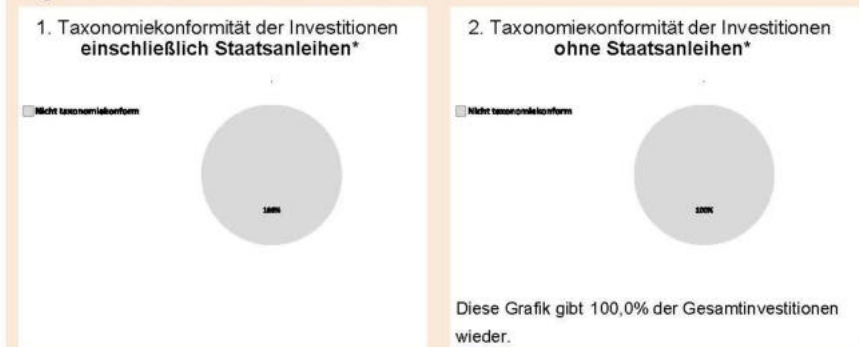 1. Taxonomiekonformität der Investitionen
einschließlich Staatsanleihen*
Nicht taxonomiekonform
100%
2. Taxonomiekonformität der Investitionen
ohne Staatsanleihen*
Nicht taxonomiekonform
100%
Diese Grafik gibt 100,0% der Gesamtinvestitionen
wieder.